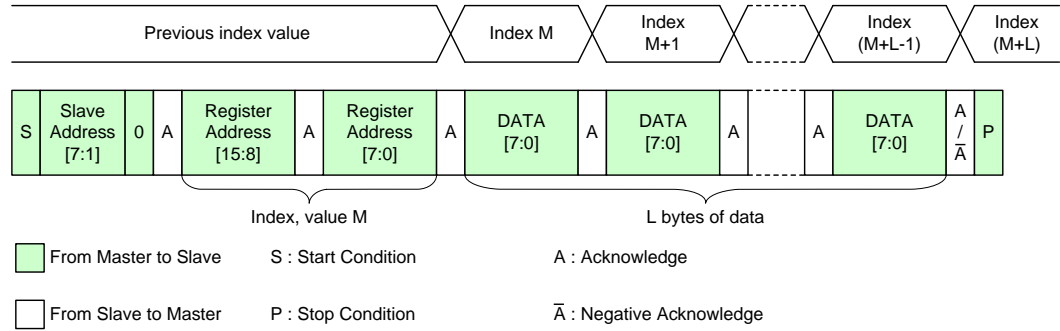 Previous index value
Index M
Index
M+1
Index
(M+L-1)
Index
(M+L)
S
Slave
Address
[7:1]
0
A
Register
Address
[15:8]
A
Register
Address
[7:0]
A
DATA
[7:0]
A
DATA
[7:0]
A
A
DATA
[7:0]
A
/
A̅
P
Index, value M
L bytes of data
From Master to Slave
S : Start Condition
A : Acknowledge
From Slave to Master
P : Stop Condition
A̅ : Negative Acknowledge